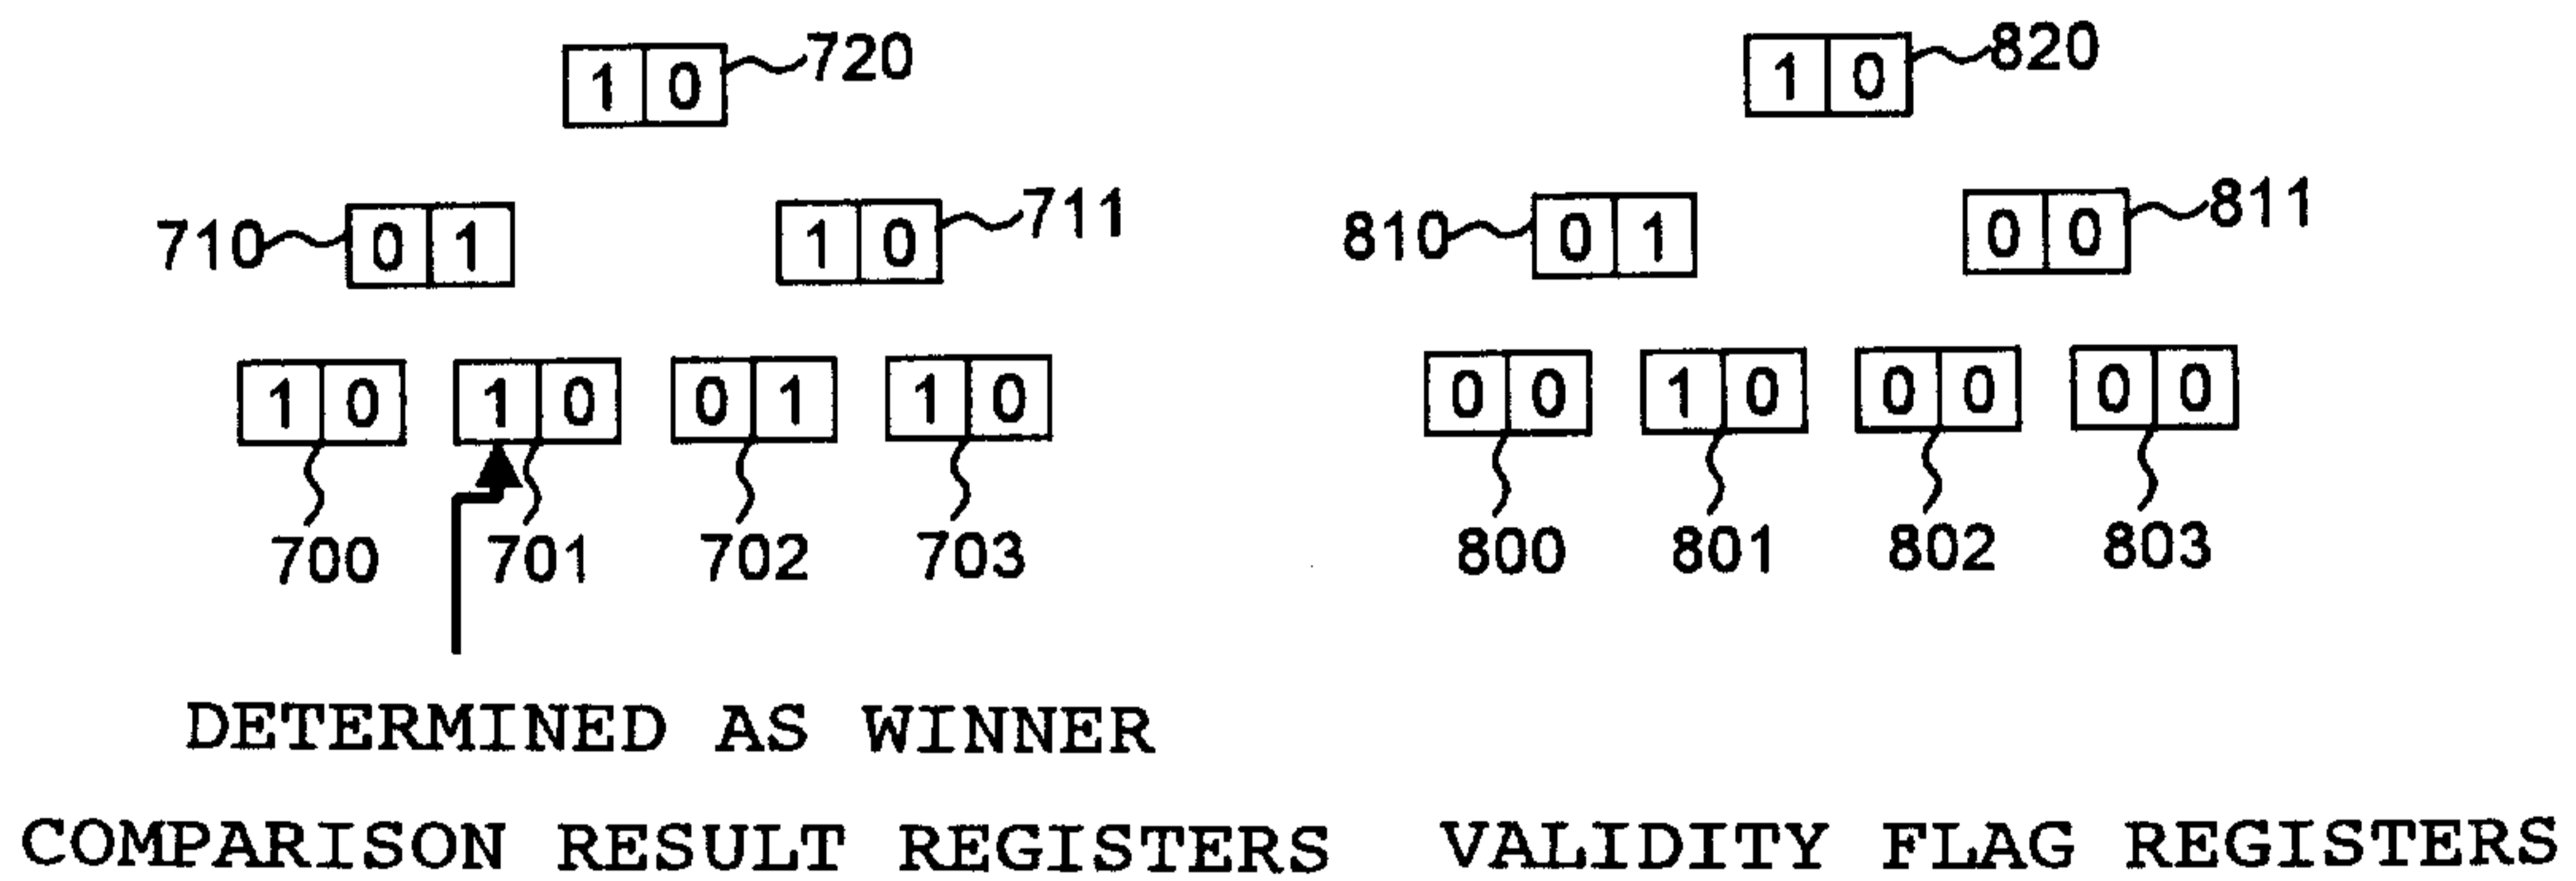 1 0 720 1 0 820
710 0 1 1 0 711 810 0 1 0 0 811
1 0 1 0 0 1 1 0 0 0 1 0 0 0 0 0
700 701 702 703 800 801 802 803
DETERMINED AS WINNER
COMPARISON RESULT REGISTERS VALIDITY FLAG REGISTERS